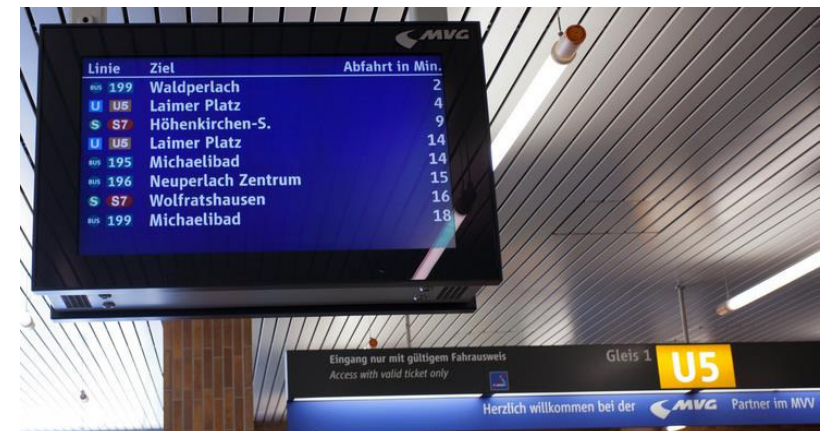 MVG
Linie Ziel Abfahrt in Min.
BUS 199 Waldperlach 2
U U5 Laimer Platz 4
S S7 Höhenkirchen-S. 9
U U5 Laimer Platz 14
BUS 195 Michaelibad 14
BUS 196 Neuperlach Zentrum 15
S S7 Wolfratshausen 16
BUS 199 Michaelibad 18
Eingang nur mit gültigem Fahrausweis
Access with valid ticket only
Gleis 1 U5
Herzlich willkommen bei der MVG Partner im MVV